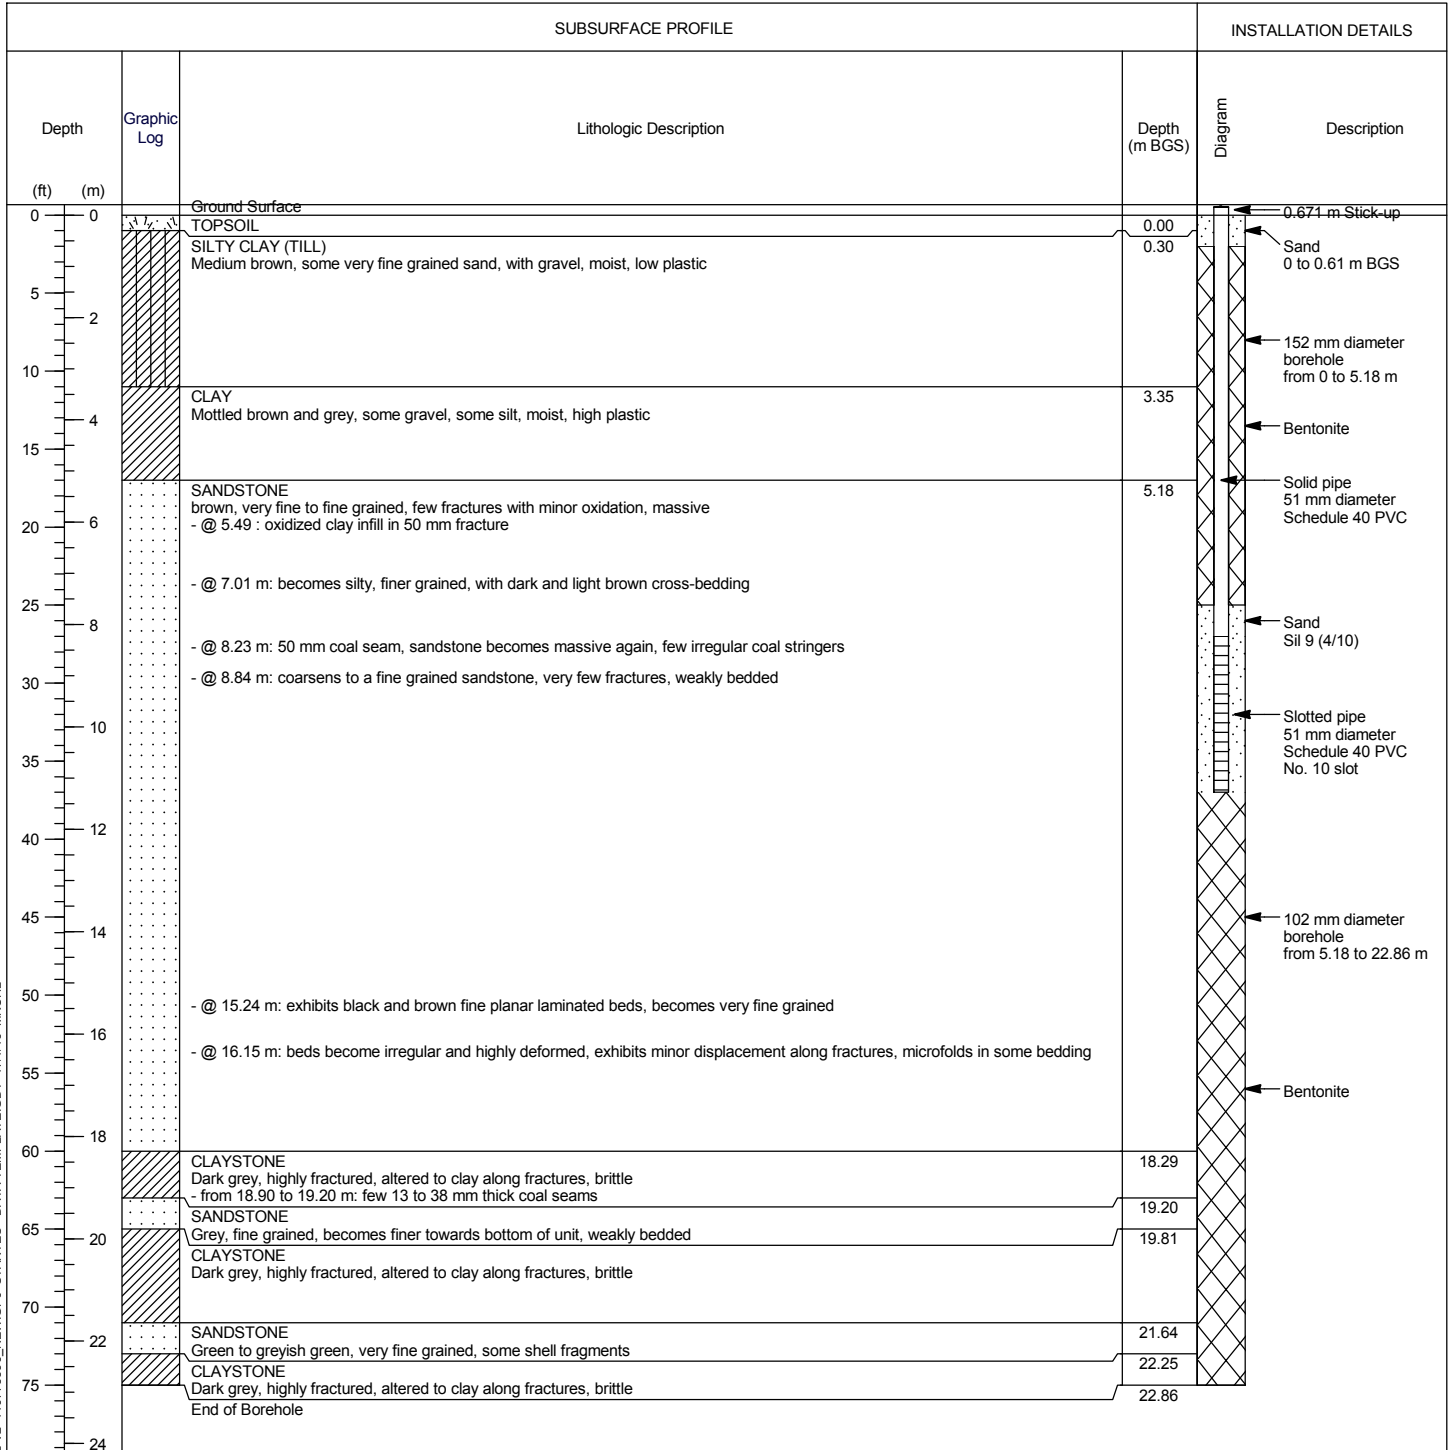 SUBSURFACE PROFILE
INSTALLATION DETAILS
Depth
Graphic
Log
Lithologic Description
Depth
(m BGS)
Diagram
Description
(ft)
(m)
Ground Surface
TOPSOIL
0.00
SILTY CLAY (TILL)
0.30
Medium brown, some very fine grained sand, with gravel, moist, low plastic
CLAY
3.35
Mottled brown and grey, some gravel, some silt, moist, high plastic
SANDSTONE
5.18
brown, very fine to fine grained, few fractures with minor oxidation, massive
- @ 5.49 : oxidized clay infill in 50 mm fracture
- @ 7.01 m: becomes silty, finer grained, with dark and light brown cross-bedding
- @ 8.23 m: 50 mm coal seam, sandstone becomes massive again, few irregular coal stringers
- @ 8.84 m: coarsens to a fine grained sandstone, very few fractures, weakly bedded
- @ 15.24 m: exhibits black and brown fine planar laminated beds, becomes very fine grained
- @ 16.15 m: beds become irregular and highly deformed, exhibits minor displacement along fractures, microfolds in some bedding
CLAYSTONE
18.29
Dark grey, highly fractured, altered to clay along fractures, brittle
- from 18.90 to 19.20 m: few 13 to 38 mm thick coal seams
19.20
SANDSTONE
Grey, fine grained, becomes finer towards bottom of unit, weakly bedded
19.81
CLAYSTONE
Dark grey, highly fractured, altered to clay along fractures, brittle
SANDSTONE
21.64
Green to greyish green, very fine grained, some shell fragments
22.25
CLAYSTONE
Dark grey, highly fractured, altered to clay along fractures, brittle
22.86
End of Borehole
0
5
10
15
20
25
30
35
40
45
50
55
60
65
70
75
0
2
4
6
8
10
12
14
16
18
20
22
24
0.671 m Stick-up
Sand
0 to 0.61 m BGS
152 mm diameter
borehole
from 0 to 5.18 m
Bentonite
Solid pipe
51 mm diameter
Schedule 40 PVC
Sand
Sil 9 (4/10)
Slotted pipe
51 mm diameter
Schedule 40 PVC
No. 10 slot
102 mm diameter
borehole
from 5.18 to 22.86 m
Bentonite